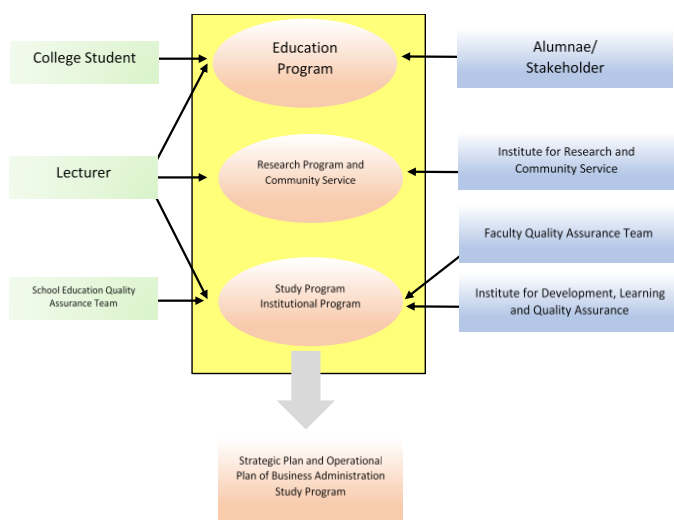 College Student
Education
Program
Alumnae/
Stakeholder
Lecturer
Research Program and
Community Service
Institute for Research and
Community Service
Faculty Quality Assurance Team
School Education Quality
Assurance Team
Study Program
Institutional Program
Institute for Development, Learning
and Quality Assurance
Strategic Plan and Operational
Plan of Business Administration
Study Program